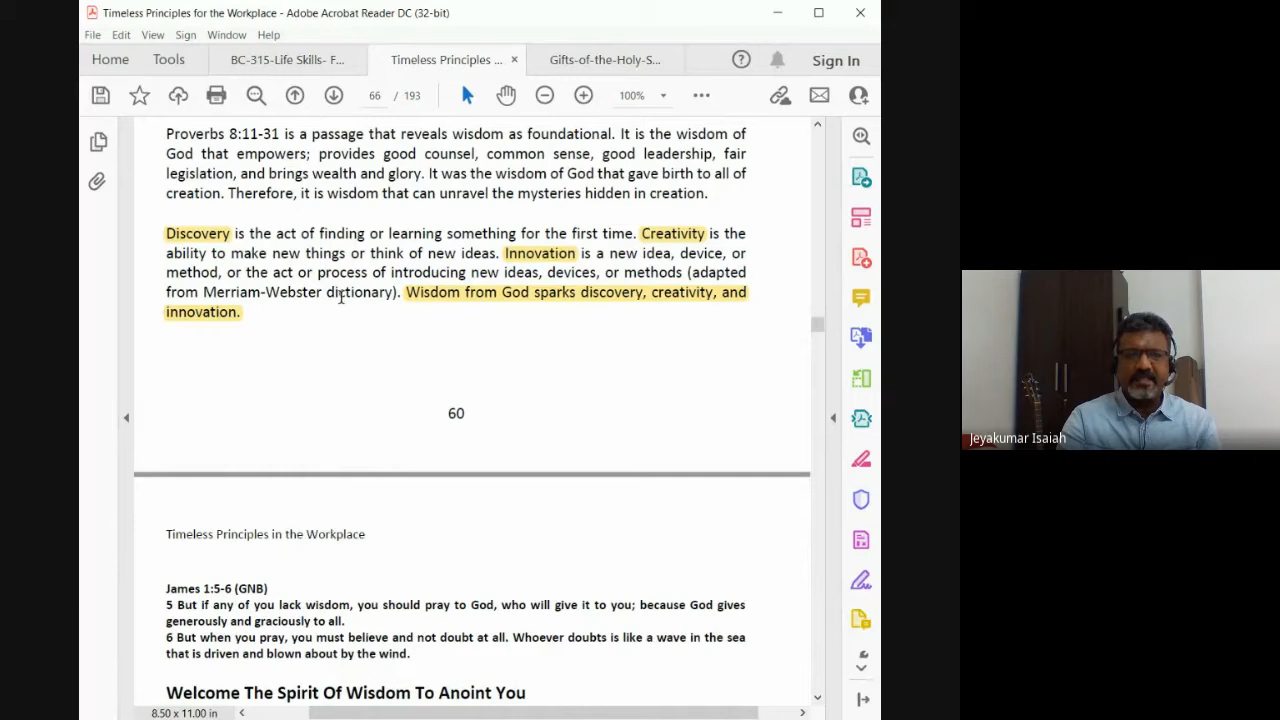 Timeless Principles for the Workplace - Adobe Acrobat Reader DC (32-bit)
File Edit View Sign Window Help
Home Tools BC-315-Life Skills- F... Timeless Principles ... × Gifts-of-the-Holy-S... Sign In
66 / 193 100%
Proverbs 8:11-31 is a passage that reveals wisdom as foundational. It is the wisdom of
God that empowers; provides good counsel, common sense, good leadership, fair
legislation, and brings wealth and glory. It was the wisdom of God that gave birth to all of
creation. Therefore, it is wisdom that can unravel the mysteries hidden in creation.
Discovery is the act of finding or learning something for the first time. Creativity is the
ability to make new things or think of new ideas. Innovation is a new idea, device, or
method, or the act or process of introducing new ideas, devices, or methods (adapted
from Merriam-Webster dictionary). Wisdom from God sparks discovery, creativity, and
innovation.
60
Timeless Principles in the Workplace
James 1:5-6 (GNB)
5 But if any of you lack wisdom, you should pray to God, who will give it to you; because God gives
generously and graciously to all.
6 But when you pray, you must believe and not doubt at all. Whoever doubts is like a wave in the sea
that is driven and blown about by the wind.
Welcome The Spirit Of Wisdom To Anoint You
8.50 x 11.00 in
Jeyakumar Isaiah